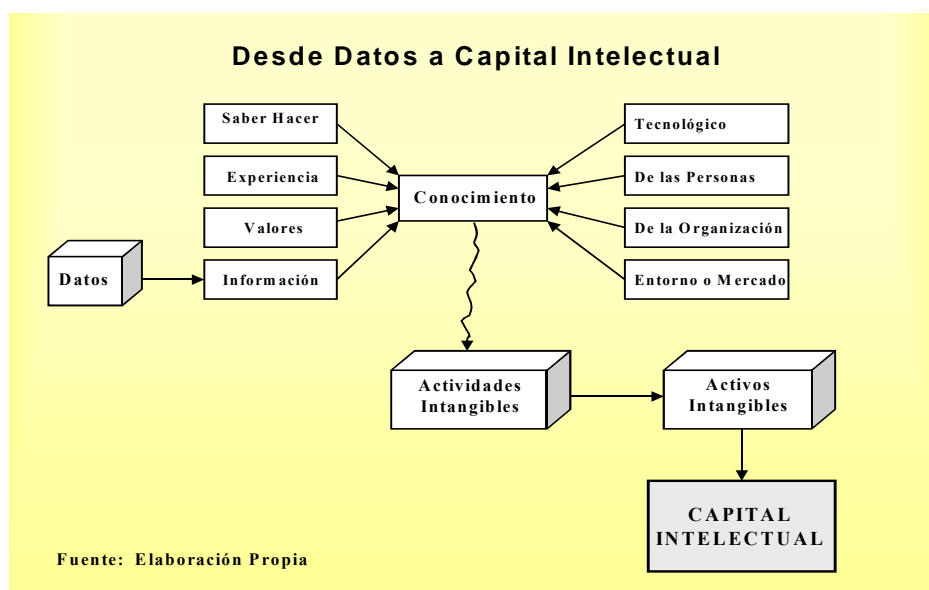 Desde Datos a Capital Intelectual
Saber Hacer
Experiencia
Valores
Datos
Información
Conocimiento
Tecnológico
De las Personas
De la Organización
Entorno o Mercado
Actividades
Intangibles
Activos
Intangibles
CAPITAL
INTELECTUAL
Fuente: Elaboración Propia